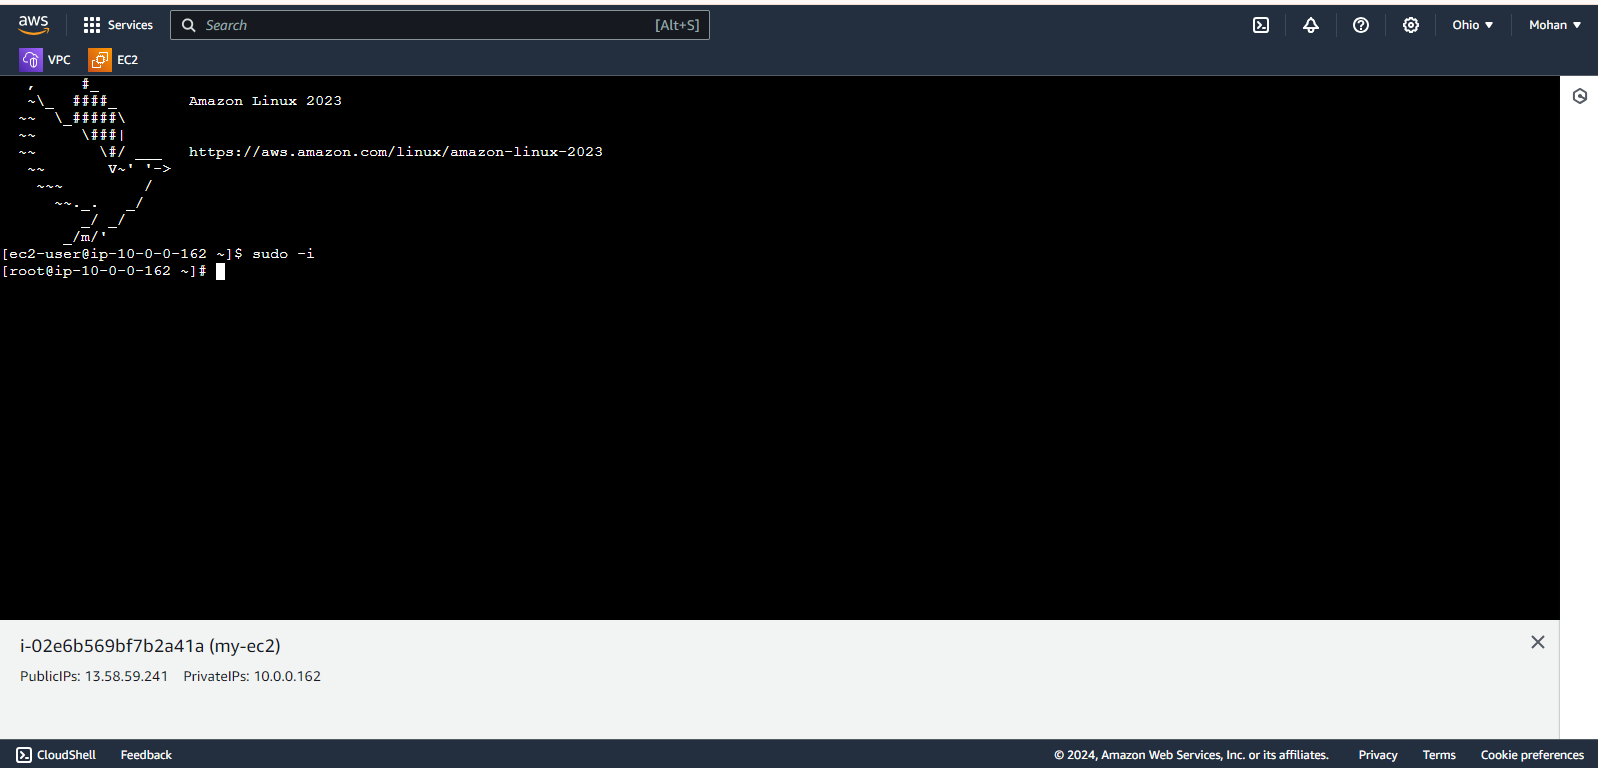 aws Services Search [Alt+S] Ohio Mohan
VPC EC2
   ,     #_
   ~\_  ####_        Amazon Linux 2023
  ~~  \_#####\
  ~~     \###|
  ~~       \#/ ___   https://aws.amazon.com/linux/amazon-linux-2023
   ~~       V~' '->
    ~~~         /
      ~~._.   _/
         _/ _/
       _/m/'
[ec2-user@ip-10-0-0-162 ~]$ sudo -i
[root@ip-10-0-0-162 ~]#
i-02e6b569bf7b2a41a (my-ec2)
PublicIPs: 13.58.59.241 PrivateIPs: 10.0.0.162
CloudShell Feedback © 2024, Amazon Web Services, Inc. or its affiliates. Privacy Terms Cookie preferences